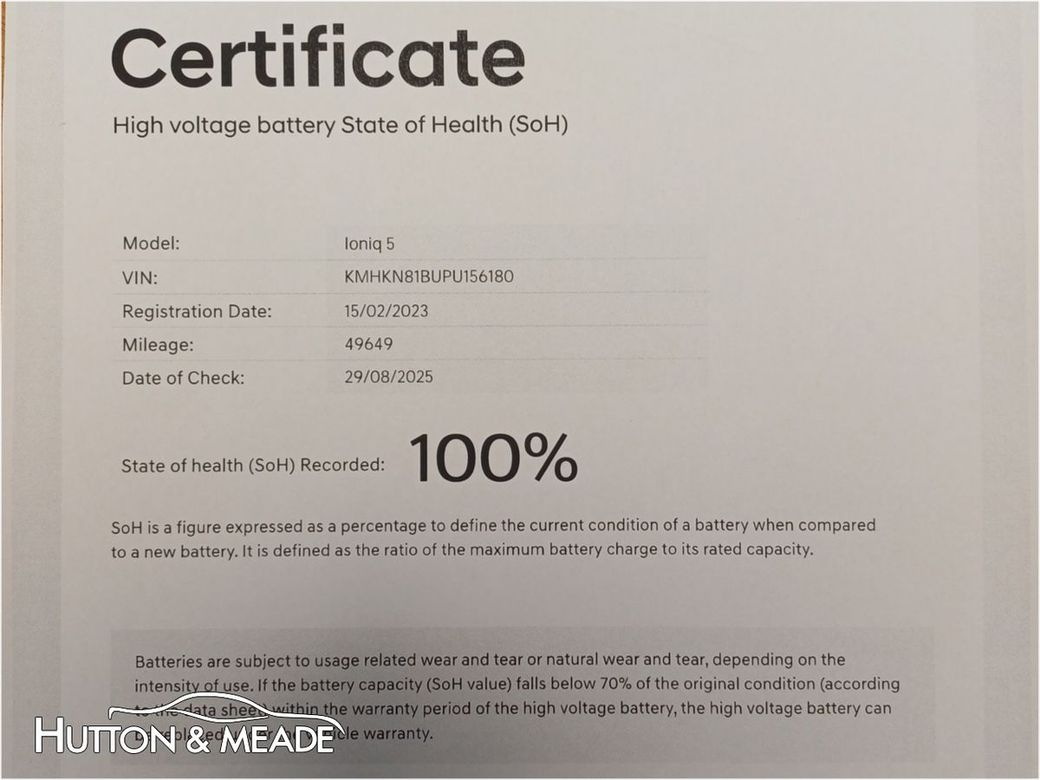 Certificate
High voltage battery State of Health (SoH)
Model: Ioniq 5
VIN: KMHKN81BUPU156180
Registration Date: 15/02/2023
Mileage: 49649
Date of Check: 29/08/2025
State of health (SoH) Recorded: 100%
SoH is a figure expressed as a percentage to define the current condition of a battery when compared
to a new battery. It is defined as the ratio of the maximum battery charge to its rated capacity.
Batteries are subject to usage related wear and tear or natural wear and tear, depending on the
intensity of use. If the battery capacity (SoH value) falls below 70% of the original condition (according
to the data sheet) within the warranty period of the high voltage battery, the high voltage battery can
warranty.
HUTTON & MEADE